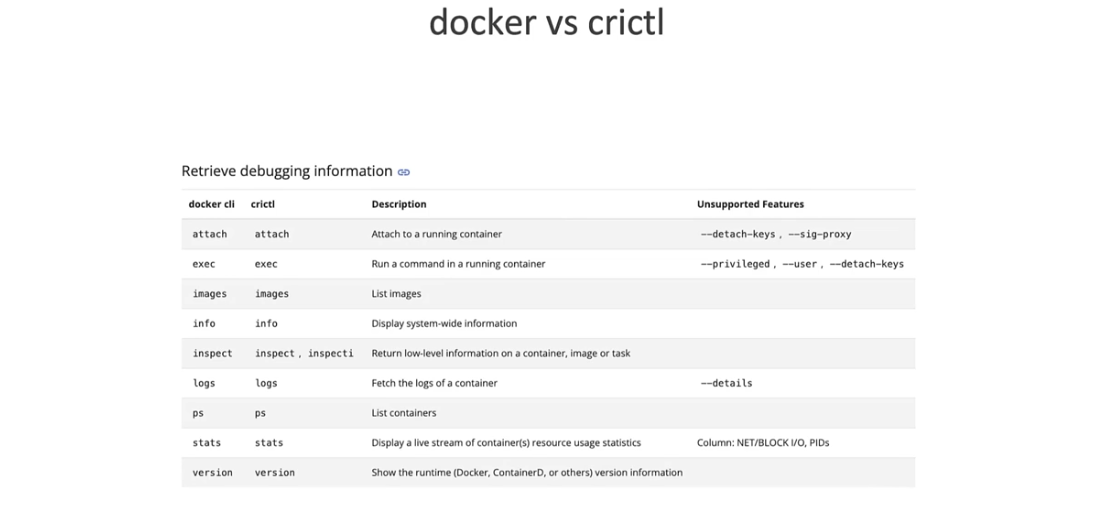 docker vs crictl
Retrieve debugging information
docker cli crictl Description Unsupported Features
attach attach Attach to a running container --detach-keys , --sig-proxy
exec exec Run a command in a running container --privileged , --user , --detach-keys
images images List images
info info Display system-wide information
inspect inspect , inspecti Return low-level information on a container, image or task
logs logs Fetch the logs of a container --details
ps ps List containers
stats stats Display a live stream of container(s) resource usage statistics Column: NET/BLOCK I/O, PIDs
version version Show the runtime (Docker, ContainerD, or others) version information